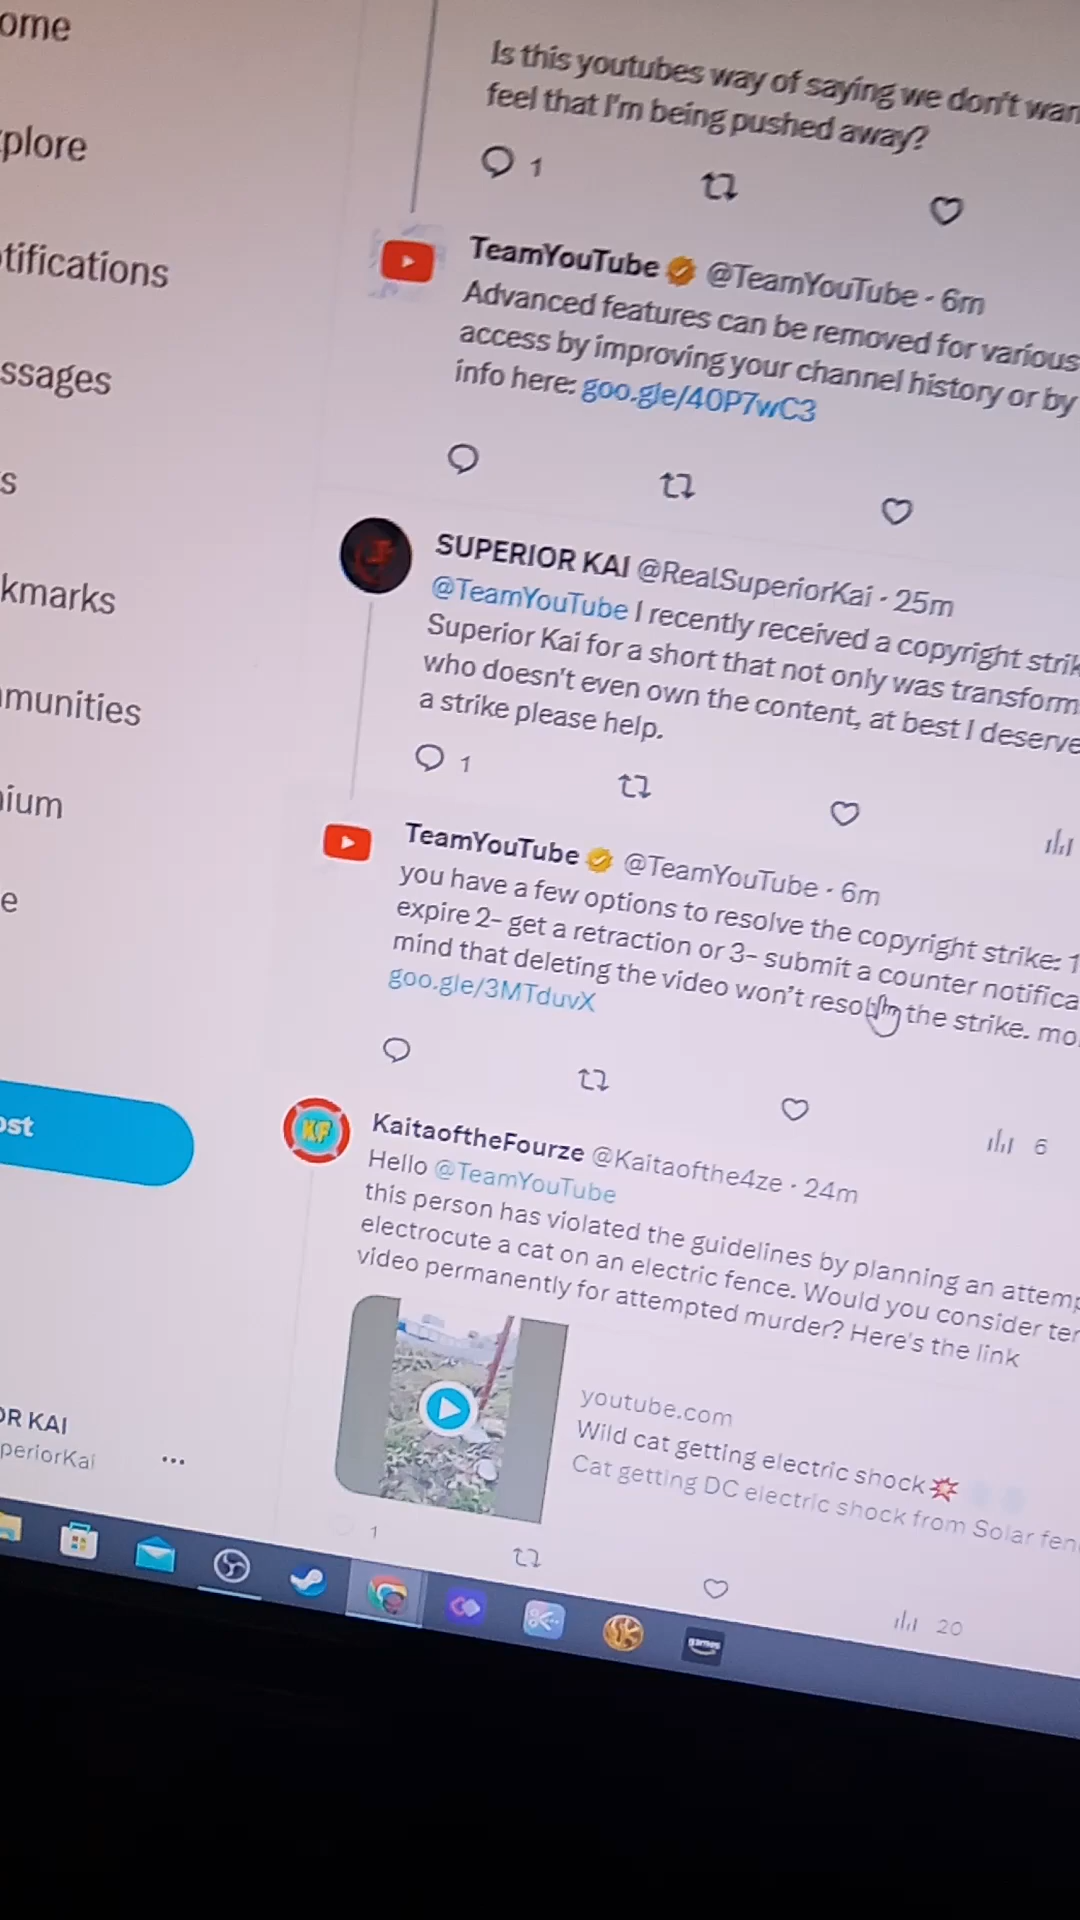 ome
Is this youtubes way of saying we don't
feel that I'm being pushed away?
1
plore
TeamYouTube @TeamYouTube · 6m
Advanced features can be removed for various
access by improving your channel history or by
info here: goo.gle/40P7wC3
tifications
ssages
s
SUPERIOR KAI @RealSuperiorKai · 25m
@TeamYouTube I recently received a copyright strik
Superior Kai for a short that not only was transform
who doesn't even own the content, at best I deserve
a strike please help.
1
kmarks
munities
ium
TeamYouTube @TeamYouTube · 6m
you have a few options to resolve the copyright strike: 1
expire 2- get a retraction or 3- submit a counter notifica
mind that deleting the video won't resol the strike. mo
goo.gle/3MTduvX
e
6
ost
KF
KaitaoftheFourze @Kaitaofthe4ze · 24m
Hello @TeamYouTube
this person has violated the guidelines by planning an attemp
electrocute a cat on an electric fence. Would you consider ter
video permanently for attempted murder? Here's the link
youtube.com
Wild cat getting electric shock
Cat getting DC electric shock from Solar fen
OR KAI
periorKai
...
1
20
games